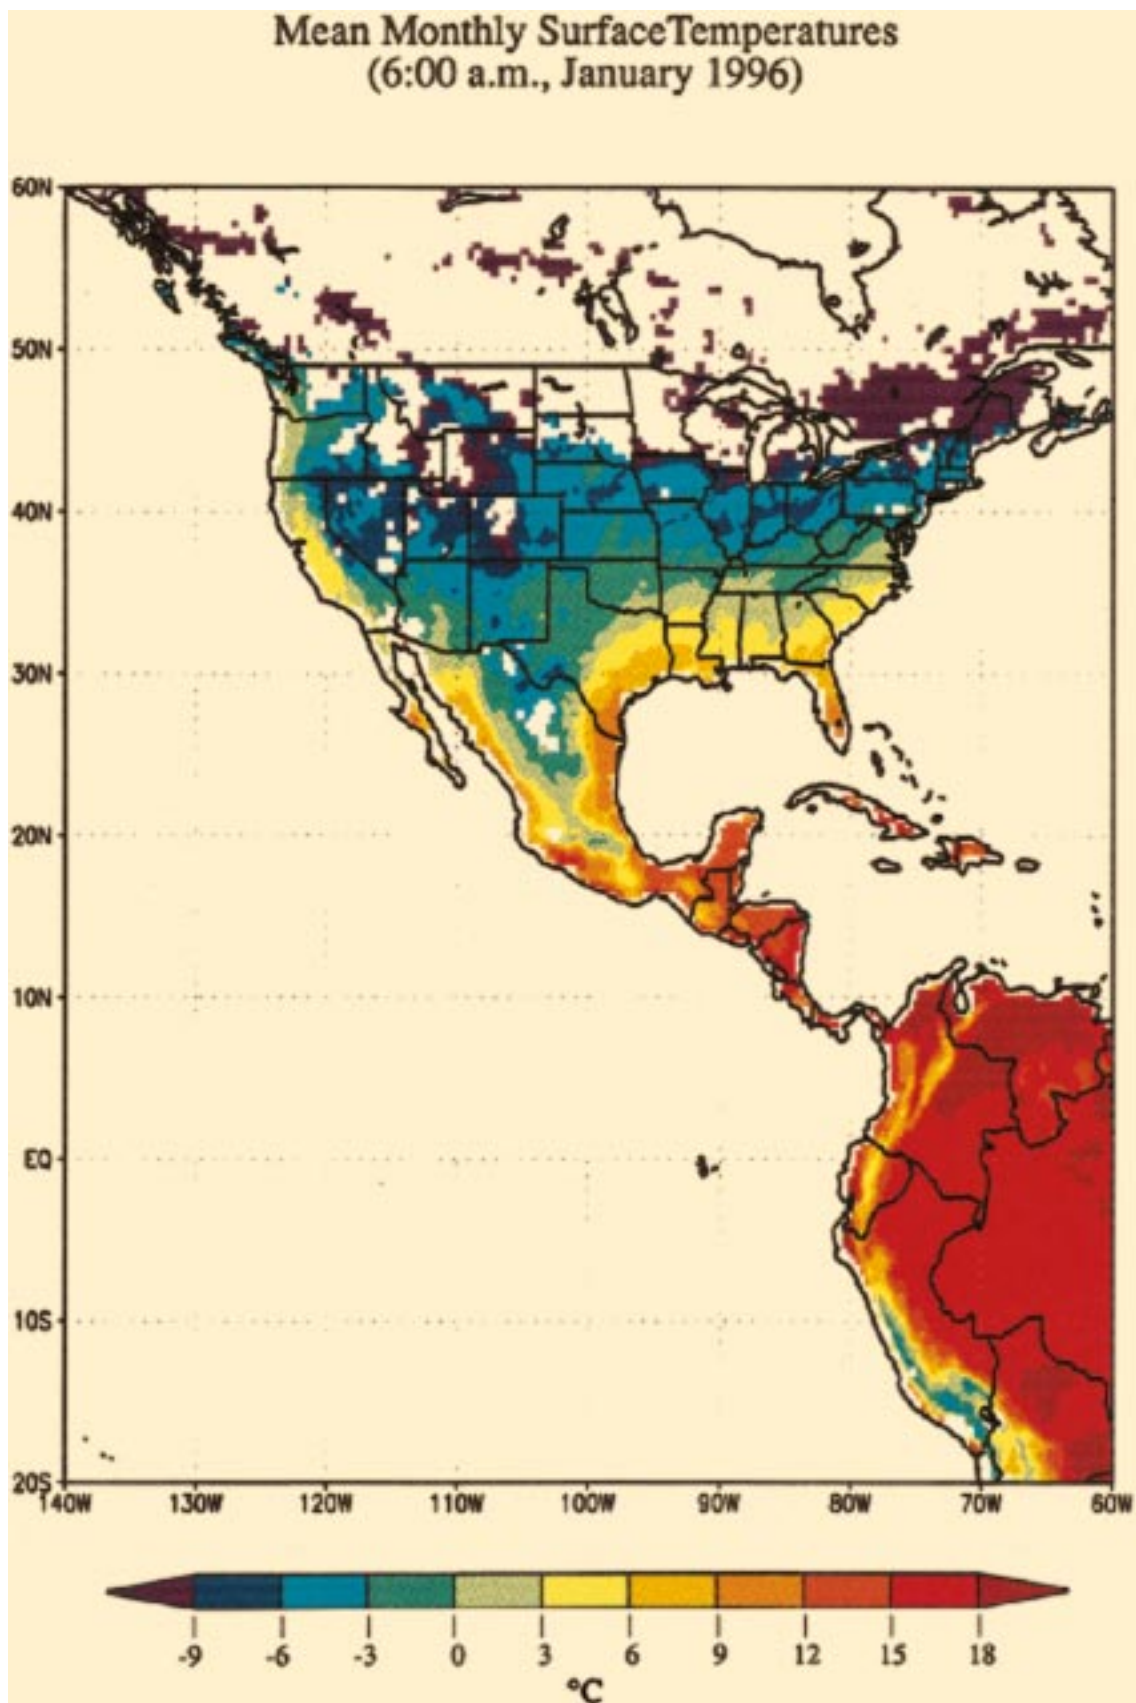 Mean Monthly SurfaceTemperatures
(6:00 a.m., January 1996)
60N
50N
40N
30N
20N
10N
EQ
10S
20S
140W 130W 120W 110W 100W 90W 80W 70W 60W
-9 -6 -3 0 3 6 9 12 15 18
°C